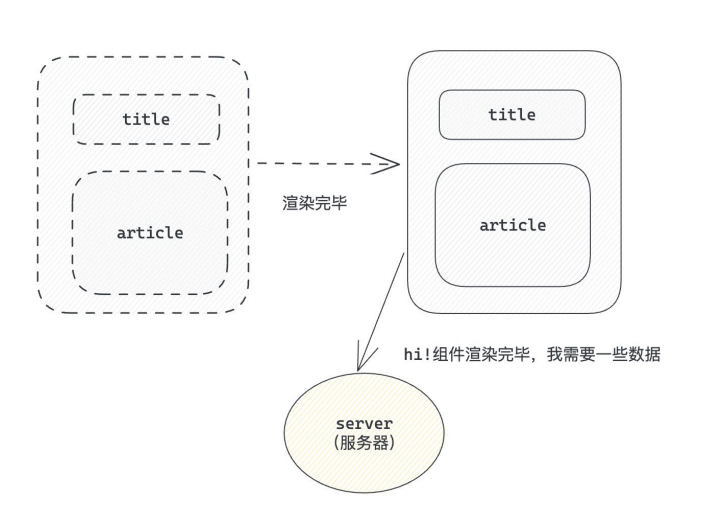 title
article
渲染完毕
title
article
hi!组件渲染完毕，我需要一些数据
server
(服务器)